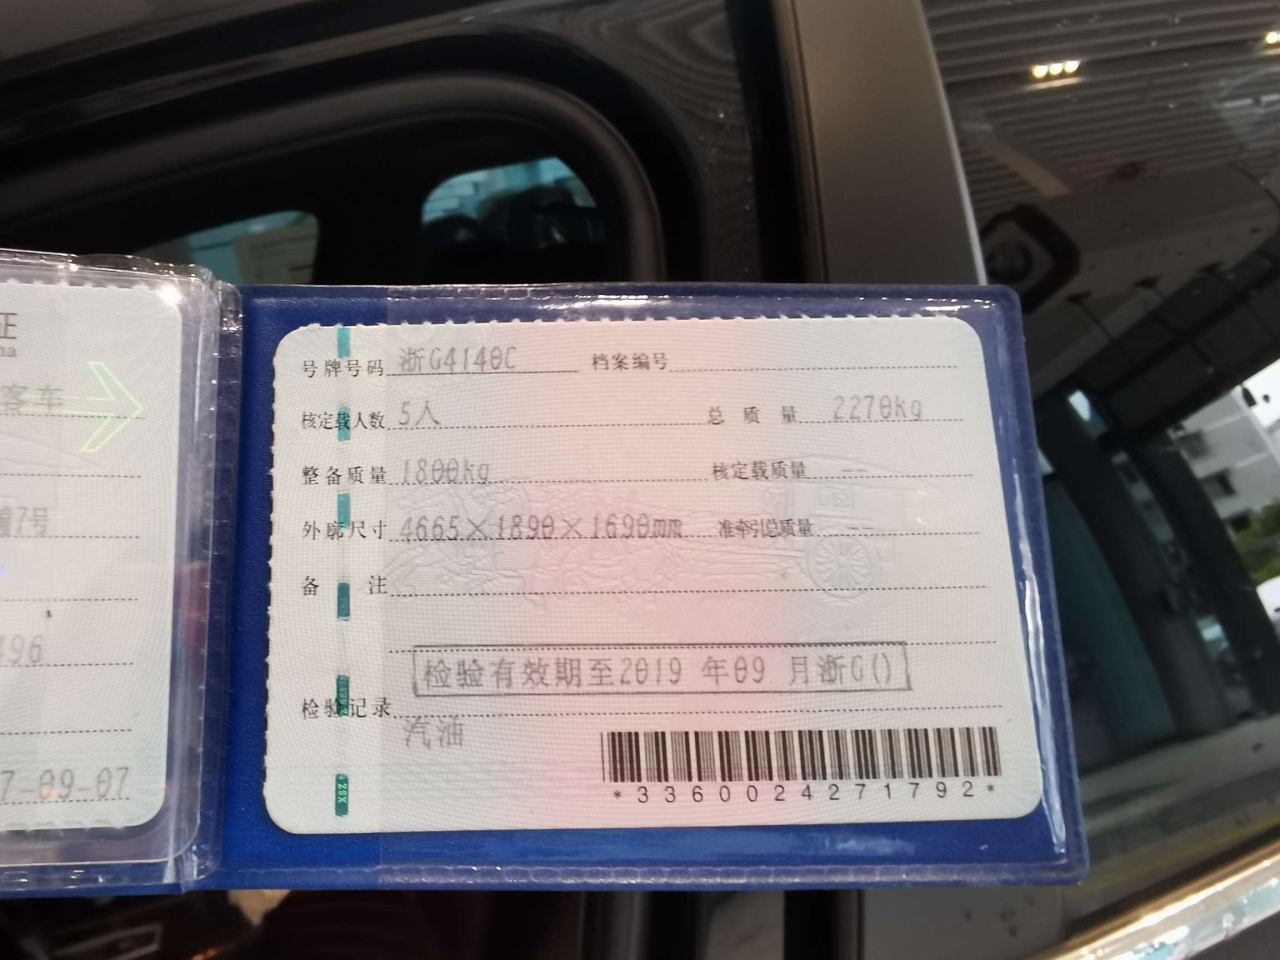 证
na
客车
7号
496
7-09-07
号牌号码 浙G4140C 档案编号
核定载人数 5人 总质量 2270kg
整备质量 1800kg 核定载质量 --
外廓尺寸 4665×1890×1690mm 准牵引总质量 --
备注
检验有效期至2019 年09 月浙G()
检验记录
汽油
*3360024271792*